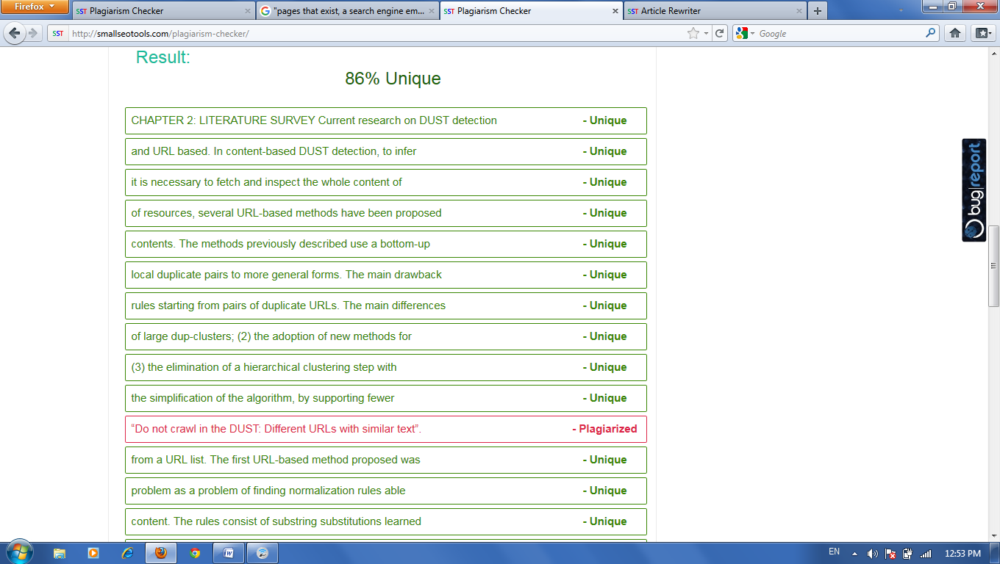 Firefox
SST Plagiarism Checker
"pages that exist, a search engine em...
SST Plagiarism Checker
SST Article Rewriter
SST http://smallseotools.com/plagiarism-checker/
Google
Result:
86% Unique
CHAPTER 2: LITERATURE SURVEY Current research on DUST detection - Unique
and URL based. In content-based DUST detection, to infer - Unique
it is necessary to fetch and inspect the whole content of - Unique
of resources, several URL-based methods have been proposed - Unique
contents. The methods previously described use a bottom-up - Unique
local duplicate pairs to more general forms. The main drawback - Unique
rules starting from pairs of duplicate URLs. The main differences - Unique
of large dup-clusters; (2) the adoption of new methods for - Unique
(3) the elimination of a hierarchical clustering step with - Unique
the simplification of the algorithm, by supporting fewer - Unique
“Do not crawl in the DUST: Different URLs with similar text”. - Plagiarized
from a URL list. The first URL-based method proposed was - Unique
problem as a problem of finding normalization rules able - Unique
content. The rules consist of substring substitutions learned - Unique
bug|report
EN
12:53 PM